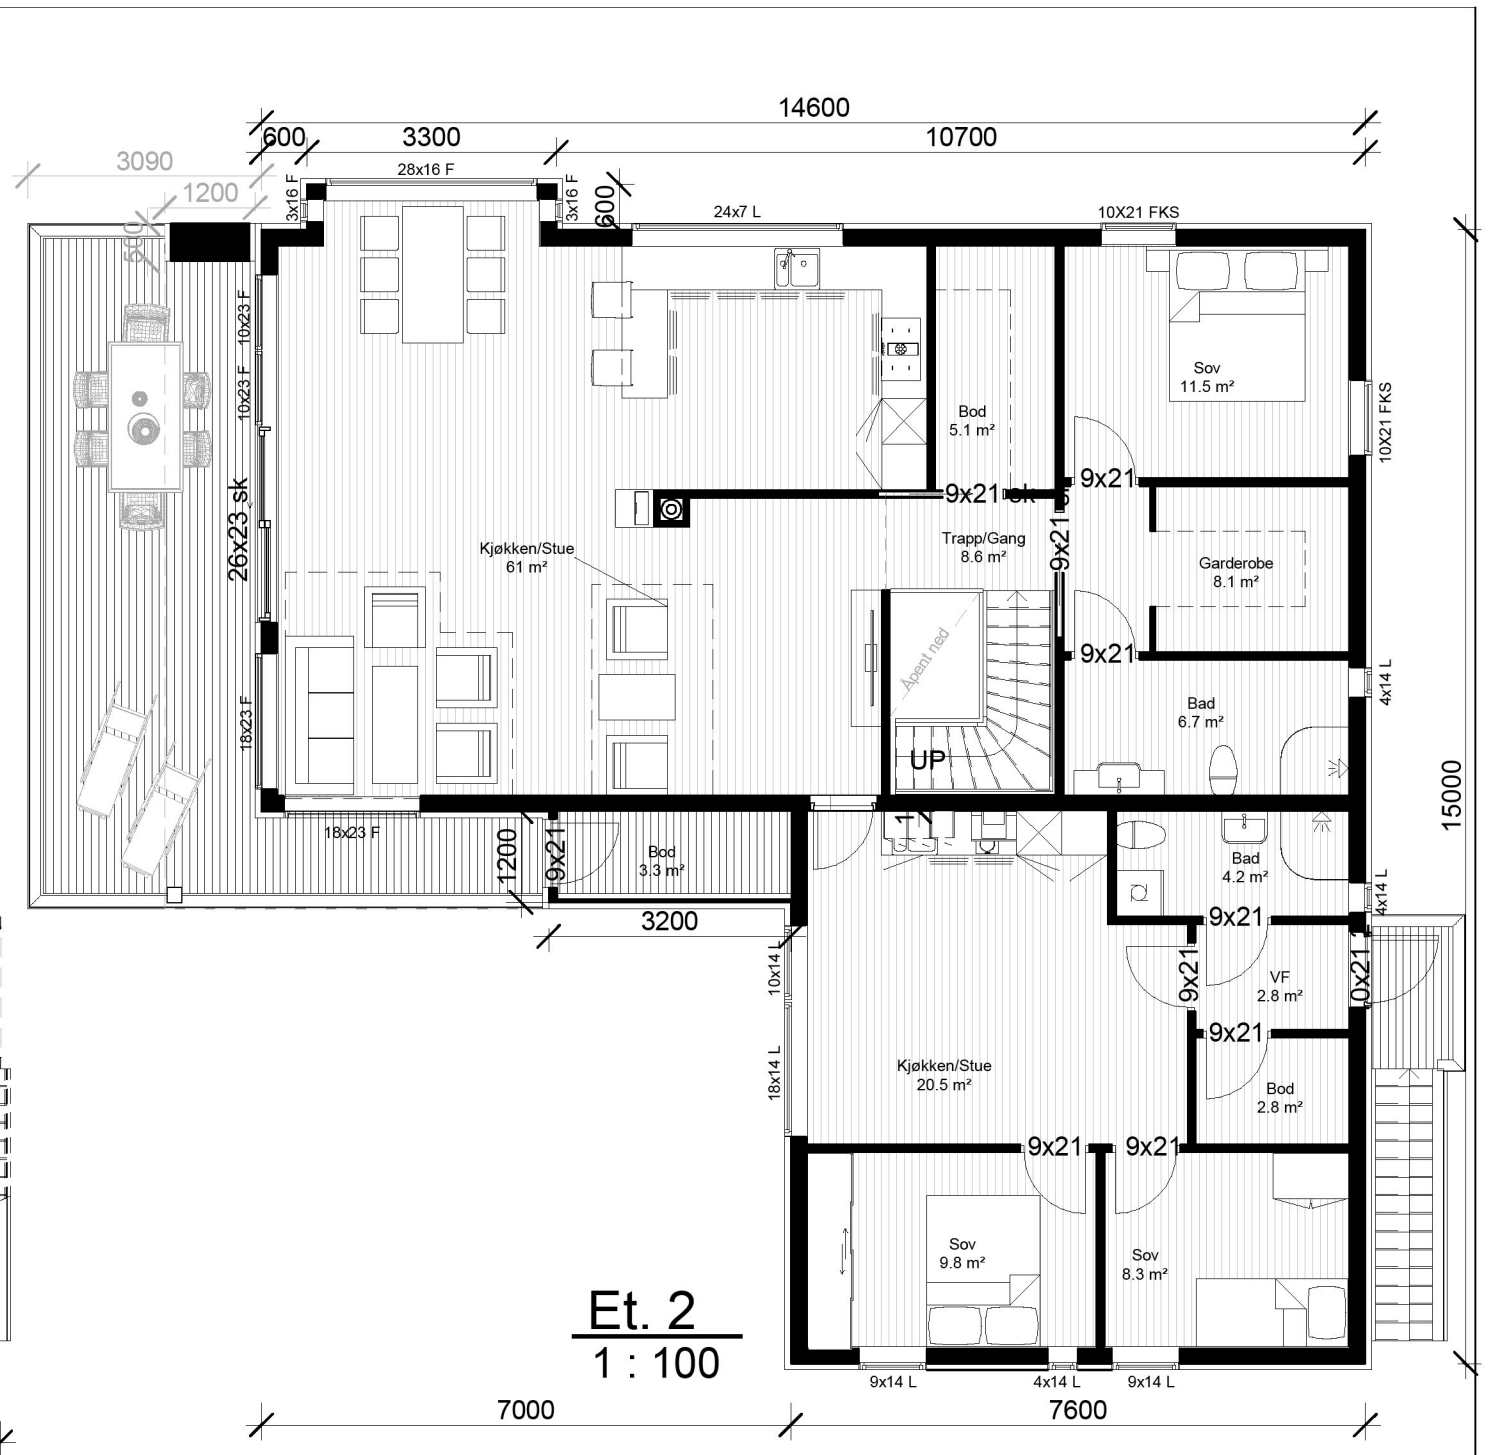 14600
600
3300
10700
3090
28x16 F
1200
3x16 F
3x16 F
600
24x7 L
10X21 FKS
500
10x23 F
10x23 F
Sov
11.5 m²
10X21 FKS
Bod
5.1 m²
9x21
9x21 sk
26x23 sk
Kjøkken/Stue
61 m²
Trapp/Gang
8.6 m²
9x21
Garderobe
8.1 m²
Åpent ned
9x21
4x14 L
18x23 F
Bad
6.7 m²
UP
15000
18x23 F
1200
9x21
Bod
3.3 m²
1
Bad
4.2 m²
4x14 L
3200
9x21
10x14 L
9x21
VF
2.8 m²
0x21
9x21
18x14 L
Kjøkken/Stue
20.5 m²
Bod
2.8 m²
9x21
9x21
Sov
9.8 m²
Sov
8.3 m²
Et. 2
1 : 100
9x14 L
4x14 L
9x14 L
7000
7600